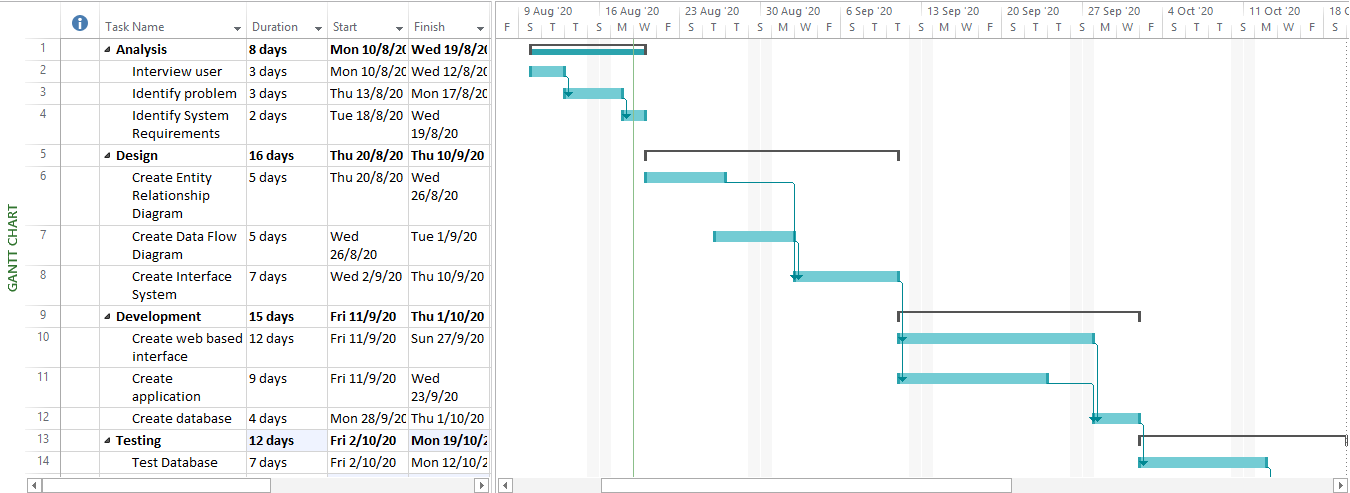 Task Name Duration Start Finish
9 Aug '20 16 Aug '20 23 Aug '20 30 Aug '20 6 Sep '20 13 Sep '20 20 Sep '20 27 Sep '20 4 Oct '20 11 Oct '20 18 O
F S T T S M W F S T T S M W F S T T S M W F S T T S M W F S
GANTT CHART
1 Analysis 8 days Mon 10/8/20 Wed 19/8/20
2 Interview user 3 days Mon 10/8/20 Wed 12/8/20
3 Identify problem 3 days Thu 13/8/20 Mon 17/8/20
4 Identify System 2 days Tue 18/8/20 Wed
Requirements 19/8/20
5 Design 16 days Thu 20/8/20 Thu 10/9/20
6 Create Entity 5 days Thu 20/8/20 Wed
Relationship 26/8/20
Diagram
7 Create Data Flow 5 days Wed Tue 1/9/20
Diagram 26/8/20
8 Create Interface 7 days Wed 2/9/20 Thu 10/9/20
System
9 Development 15 days Fri 11/9/20 Thu 1/10/20
10 Create web based 12 days Fri 11/9/20 Sun 27/9/20
interface
11 Create 9 days Fri 11/9/20 Wed
application 23/9/20
12 Create database 4 days Mon 28/9/20 Thu 1/10/20
13 Testing 12 days Fri 2/10/20 Mon 19/10/2
14 Test Database 7 days Fri 2/10/20 Mon 12/10/2